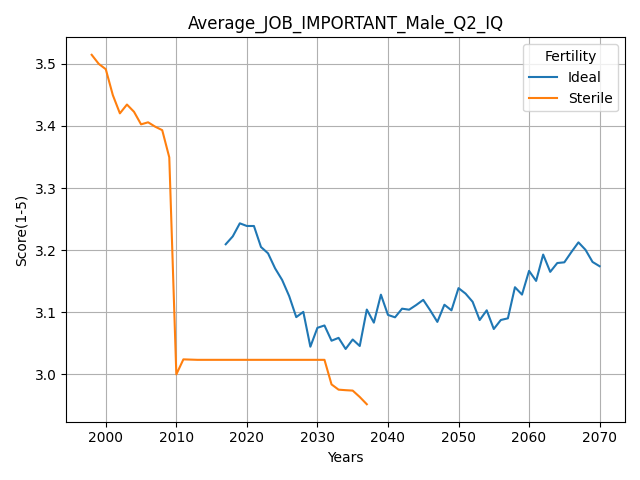 Average_JOB_IMPORTANT_Male_Q2_IQ
Fertility
Ideal
Sterile
Score(1-5)
3.5
3.4
3.3
3.2
3.1
3.0
2000 2010 2020 2030 2040 2050 2060 2070
Years